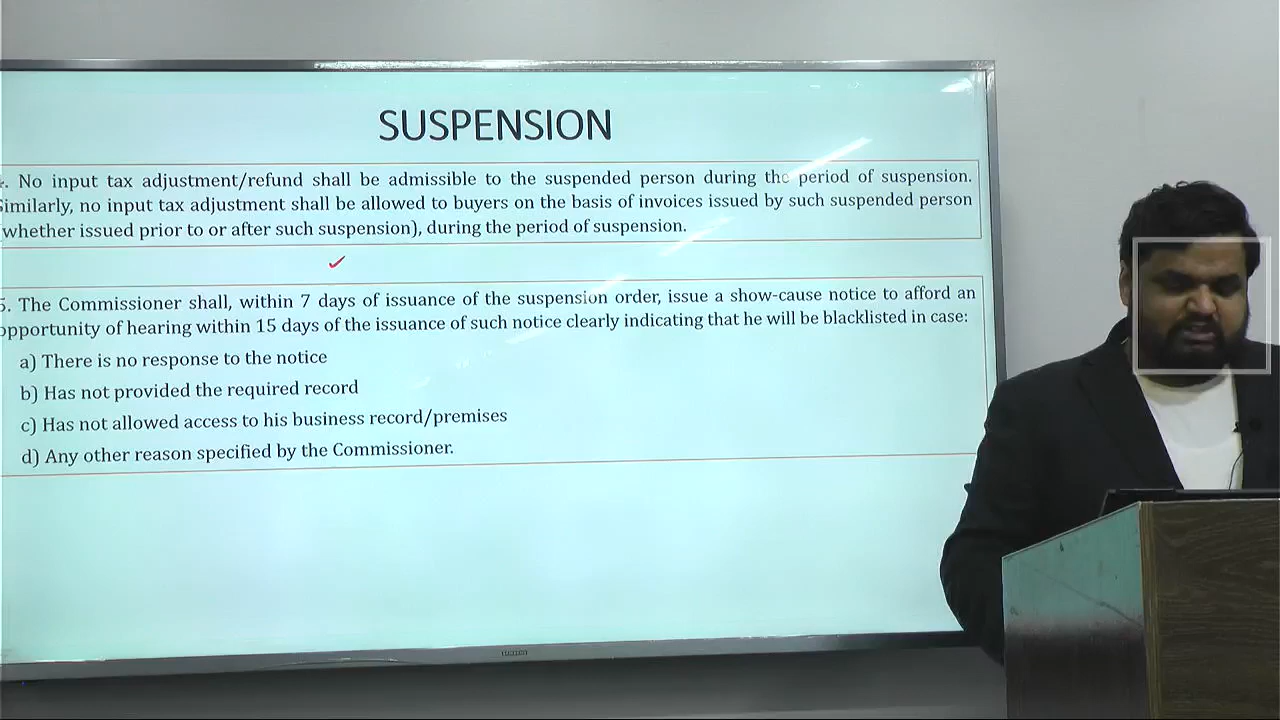 SUSPENSION
. No input tax adjustment/refund shall be admissible to the suspended person during the period of suspension.
Similarly, no input tax adjustment shall be allowed to buyers on the basis of invoices issued by such suspended person
(whether issued prior to or after such suspension), during the period of suspension.
5. The Commissioner shall, within 7 days of issuance of the suspension order, issue a show-cause notice to afford an
opportunity of hearing within 15 days of the issuance of such notice clearly indicating that he will be blacklisted in case:
a) There is no response to the notice
b) Has not provided the required record
c) Has not allowed access to his business record/premises
d) Any other reason specified by the Commissioner.